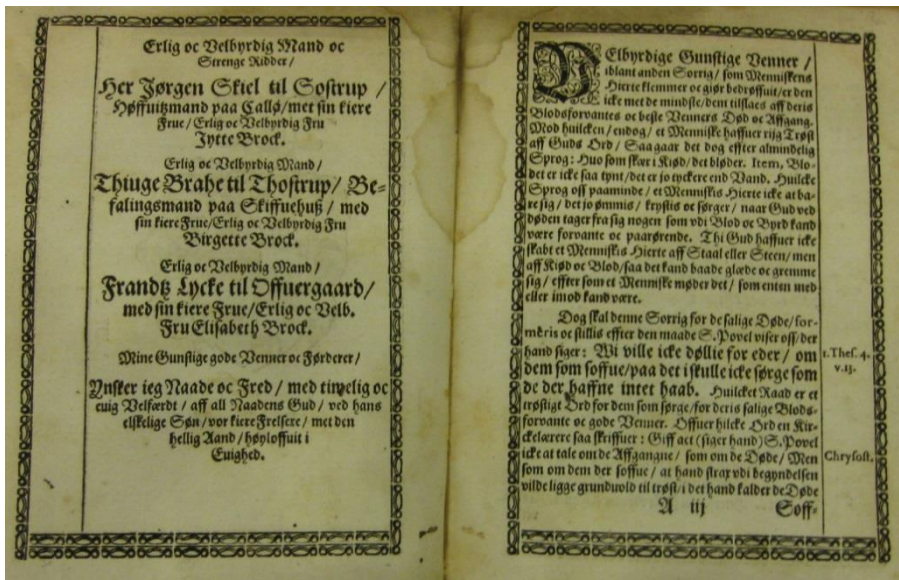 Erlig oc Velbyrdig Mand oc
Strenge Ridder/
Her Jørgen Skiel til Sostrup /
Høffuitzmand paa Callø/met sin kiere
Frue/Erlig oc Velbyrdig Fru
Jytte Brock.
Erlig oc Velbyrdig Mand/
Thiuge Brahe til Thostrup/ Be-
falingsmand paa Skiffuehuß / med
sin kiere Frue/Erlig oc Velbyrdig Fru
Birgette Brock.
Erlig oc Velbyrdig Mand /
Frandtz Lycke til Offuergaard/
med sin kiere Frue/Erlig oc Velb.
Fru Elisabeth Brock.
Mine Gunstige gode Venner oc Førderer/
Ynsker ieg Naade oc Fred / med timelig oc
euig Velfærdt / aff all Naadens Gud / ved hans
elskelige Søn/vor kiere Frelsere / met den
hellig Aand / høyloffuit i
Euighed.
VElbyrdige Gunstige Venner /
iblant anden Sorrig/ som Menniskens
Hierte klemmer oc giør bedrøffuit/er den
icke met de mindste/dem tilslaes aff deris
Blodsforvantes oc beste Venners Død oc Affgang.
Mod huilcken/endog/ et Menniske haffuer rijg Trøst
aff Guds Ord/ Saa gaar det dog effter almindelig
Sprog: Huo som skær i Kiød/det bløder. Item, Blo-
det er icke saa tynt/det er jo tyckere end Vand. Huilcke
Sprog oss paaminde / et Menniskis Hierte icke at ba-
re sig / det jo ømmis / krystis oc sørger / naar Gud ved
døden tager fra sig nogen som vdi Blod oc Byrd kand
være forvante oc paarørende. Thi Gud haffuer icke
skabt et Menniskis Hierte aff Staal eller Steen/men
aff Kiød oc Blod/saa det kand baade glæde oc gremme
sig / effter som et Menniske møder det / som enten med
eller imod kand være.
Dog skal denne Sorrig for de salige Døde/for-
mēris oc stillis effter den maade S.Povel viser oss/der
hand siger: Wi ville icke døllie for eder/ om
dem som soffue/paa det i skulle icke sørge som
de der haffne intet haab. Huilcket Raad er et
trøstigt Ord for dem som sørge/for deris salige Blods-
forvante oc gode Venner. Offuer hilcke Ord en Kir-
ckelærere saa skriffuer: Giff act (siger hand) S.Povel
icke at tale om de Affgangne/ som om de Døde/ Men
som om dem der soffue / at hand strax vdi begyndelsen
vilde ligge grunduold til trøst/i det hand kalder de Døde
1. Thes. 4.
v.13.
Chrysost.
A iij
Soff-